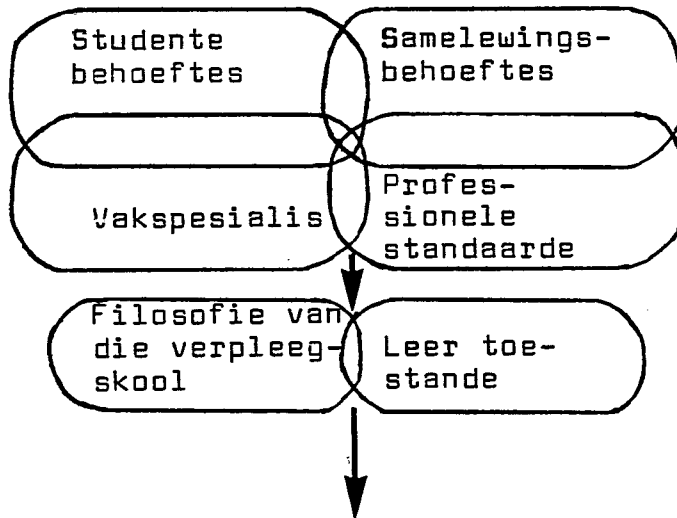 Studente
behoeftes
Samelewings-
behoeftes
Vakspesialis
Profes-
sionele
standaarde
Filosofie van
die verpleeg-
skool
Leer toe-
stande